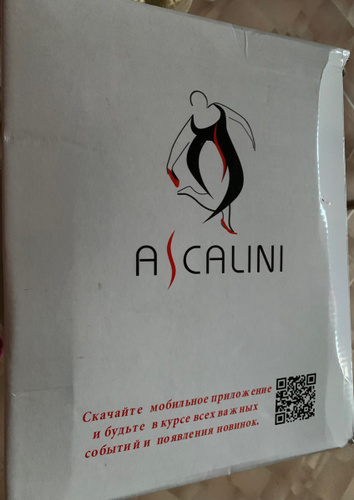 ASCALINI
Скачайте мобильное приложение
и будьте в курсе всех важных
событий и появления новинок.